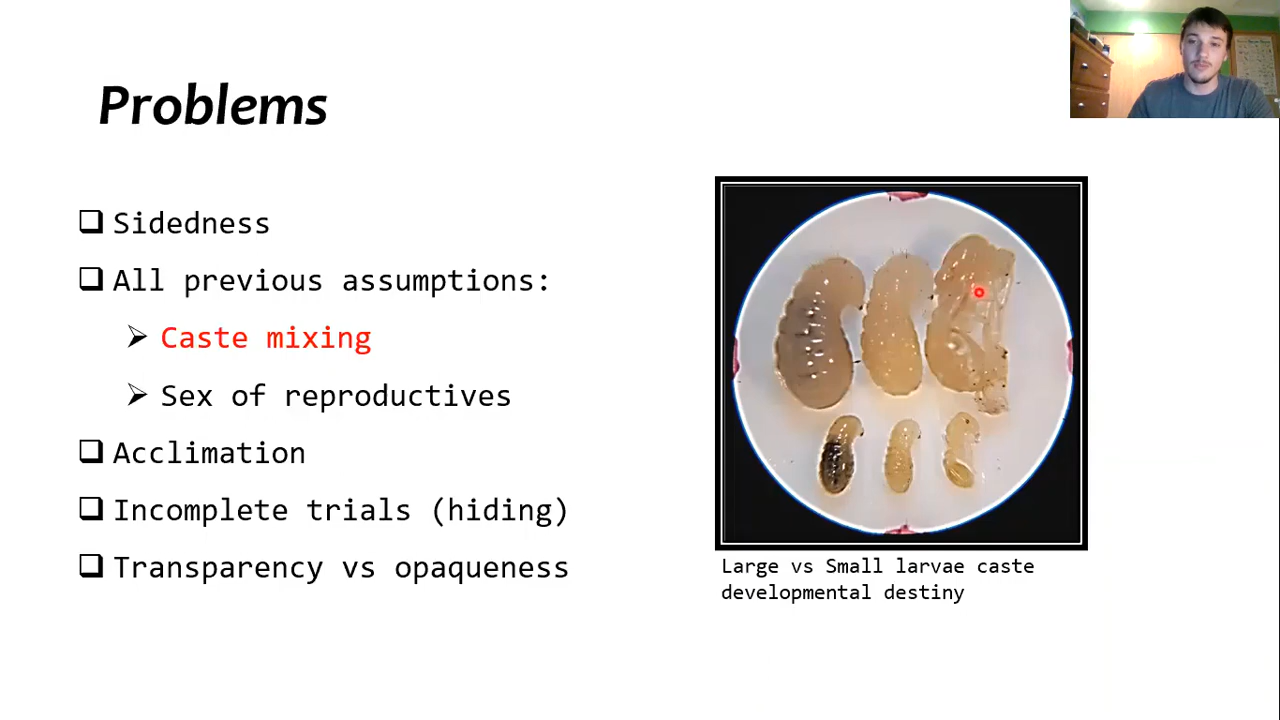 Problems
Sidedness
All previous assumptions:
Caste mixing
Sex of reproductives
Acclimation
Incomplete trials (hiding)
Transparency vs opaqueness
Large vs Small larvae caste
developmental destiny